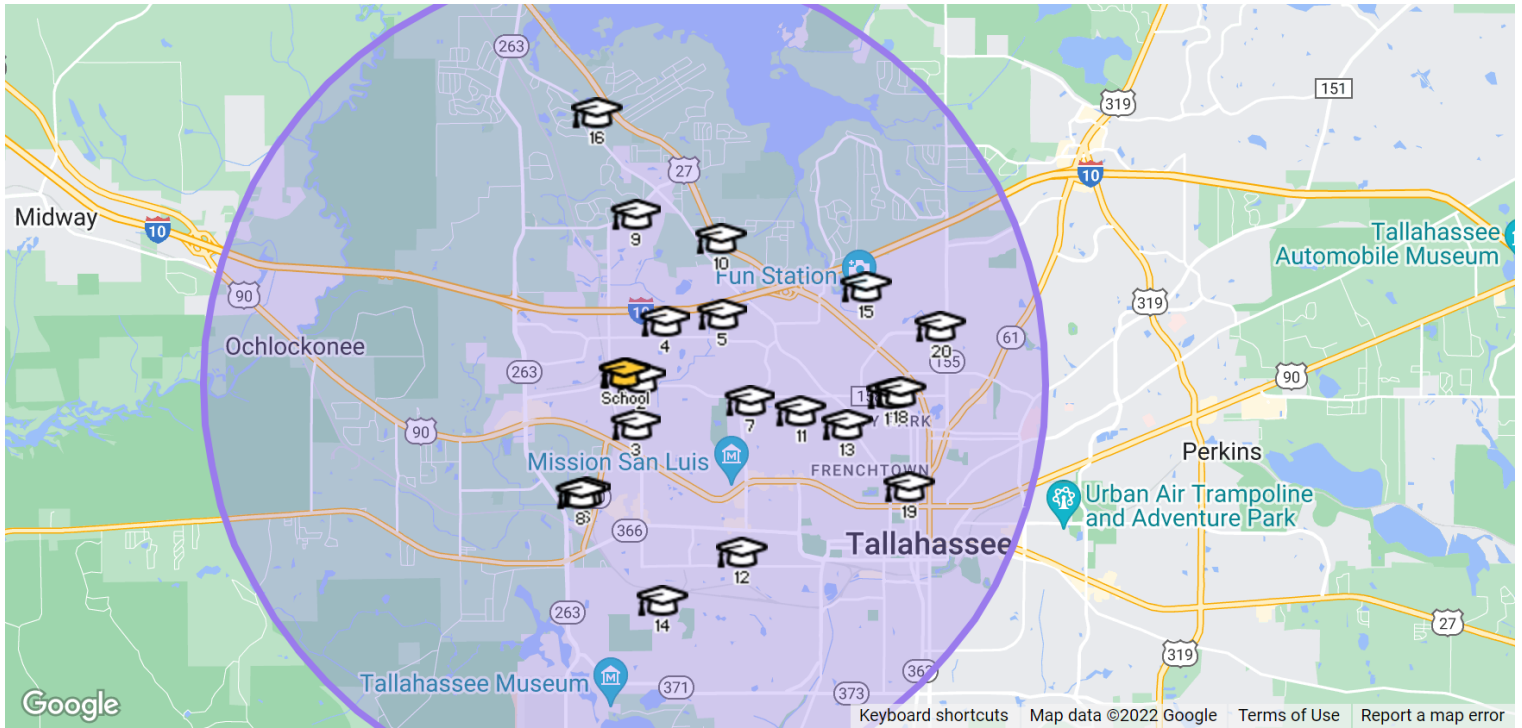 263
319
151
16
27
10
Midway
10
9
10
Tallahassee
Automobile Museum
Fun Station
90
319
15
10
4
5
20
155
61
Ochlockonee
263
90
School
7
11
18
13
3
90
Mission San Luis
FRENCHTOWN
Perkins
19
8
Urban Air Trampoline
and Adventure Park
366
Tallahassee
12
263
14
27
319
363
Tallahassee Museum
371
373
Google
Keyboard shortcuts
Map data ©2022 Google
Terms of Use
Report a map error